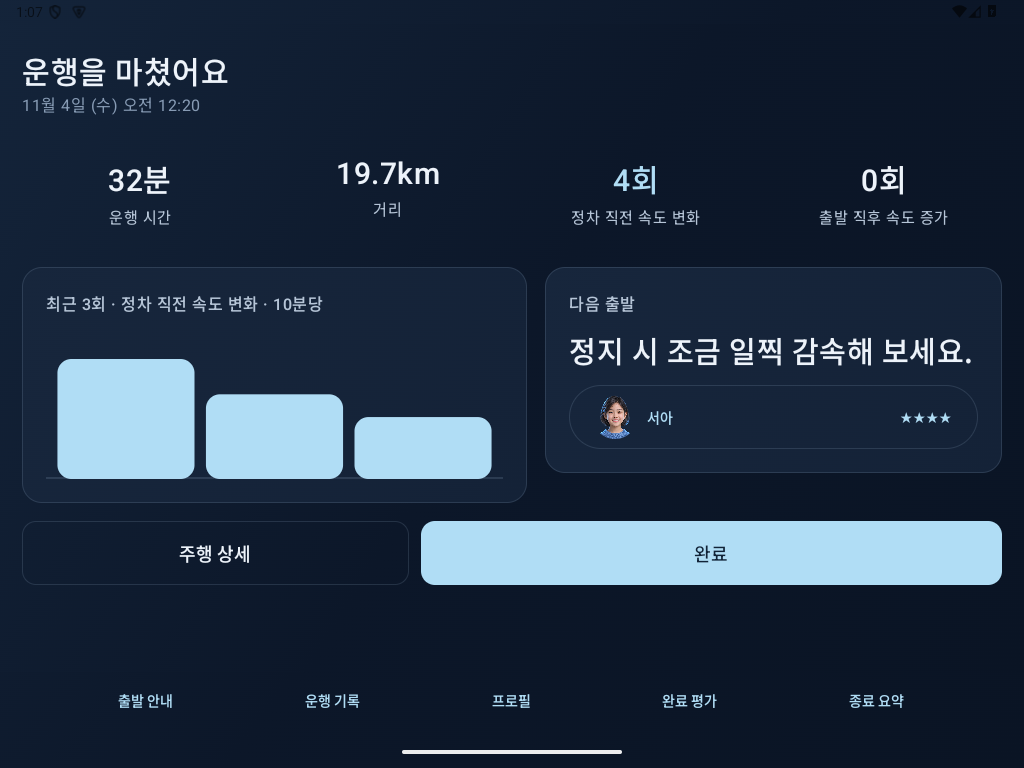 1:07
운행을 마쳤어요
11월 4일 (수) 오전 12:20
32분
운행 시간
19.7km
거리
4회
정차 직전 속도 변화
0회
출발 직후 속도 증가
최근 3회 · 정차 직전 속도 변화 · 10분당
다음 출발
정지 시 조금 일찍 감속해 보세요.
서아
★★★★
주행 상세
완료
출발 안내
운행 기록
프로필
완료 평가
종료 요약